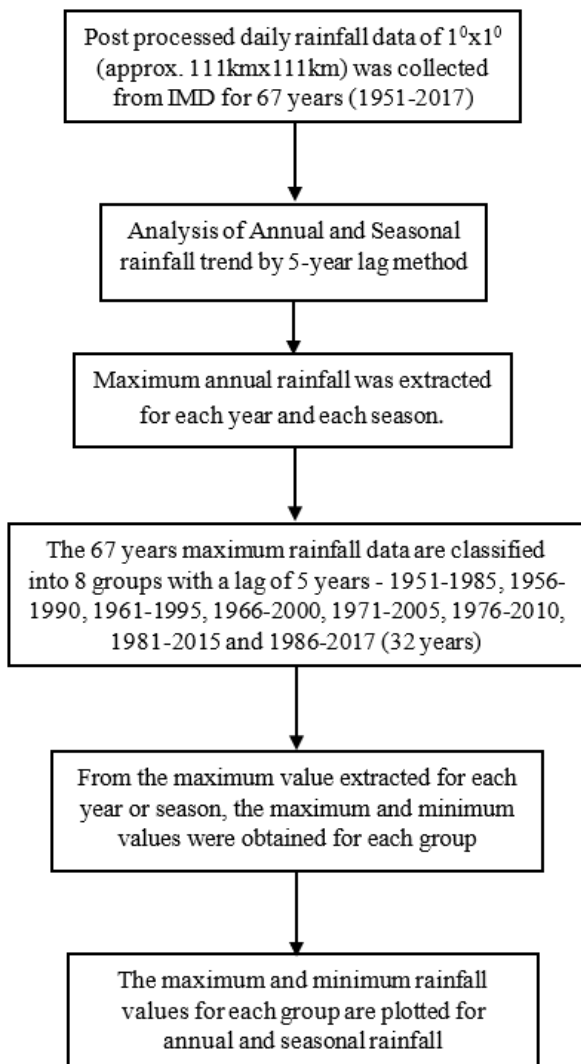 Post processed daily rainfall data of 1⁰x1⁰
(approx. 111kmx111km) was collected
from IMD for 67 years (1951-2017)
Analysis of Annual and Seasonal
rainfall trend by 5-year lag method
Maximum annual rainfall was extracted
for each year and each season.
The 67 years maximum rainfall data are classified
into 8 groups with a lag of 5 years - 1951-1985, 1956-
1990, 1961-1995, 1966-2000, 1971-2005, 1976-2010,
1981-2015 and 1986-2017 (32 years)
From the maximum value extracted for each
year or season, the maximum and minimum
values were obtained for each group
The maximum and minimum rainfall
values for each group are plotted for
annual and seasonal rainfall